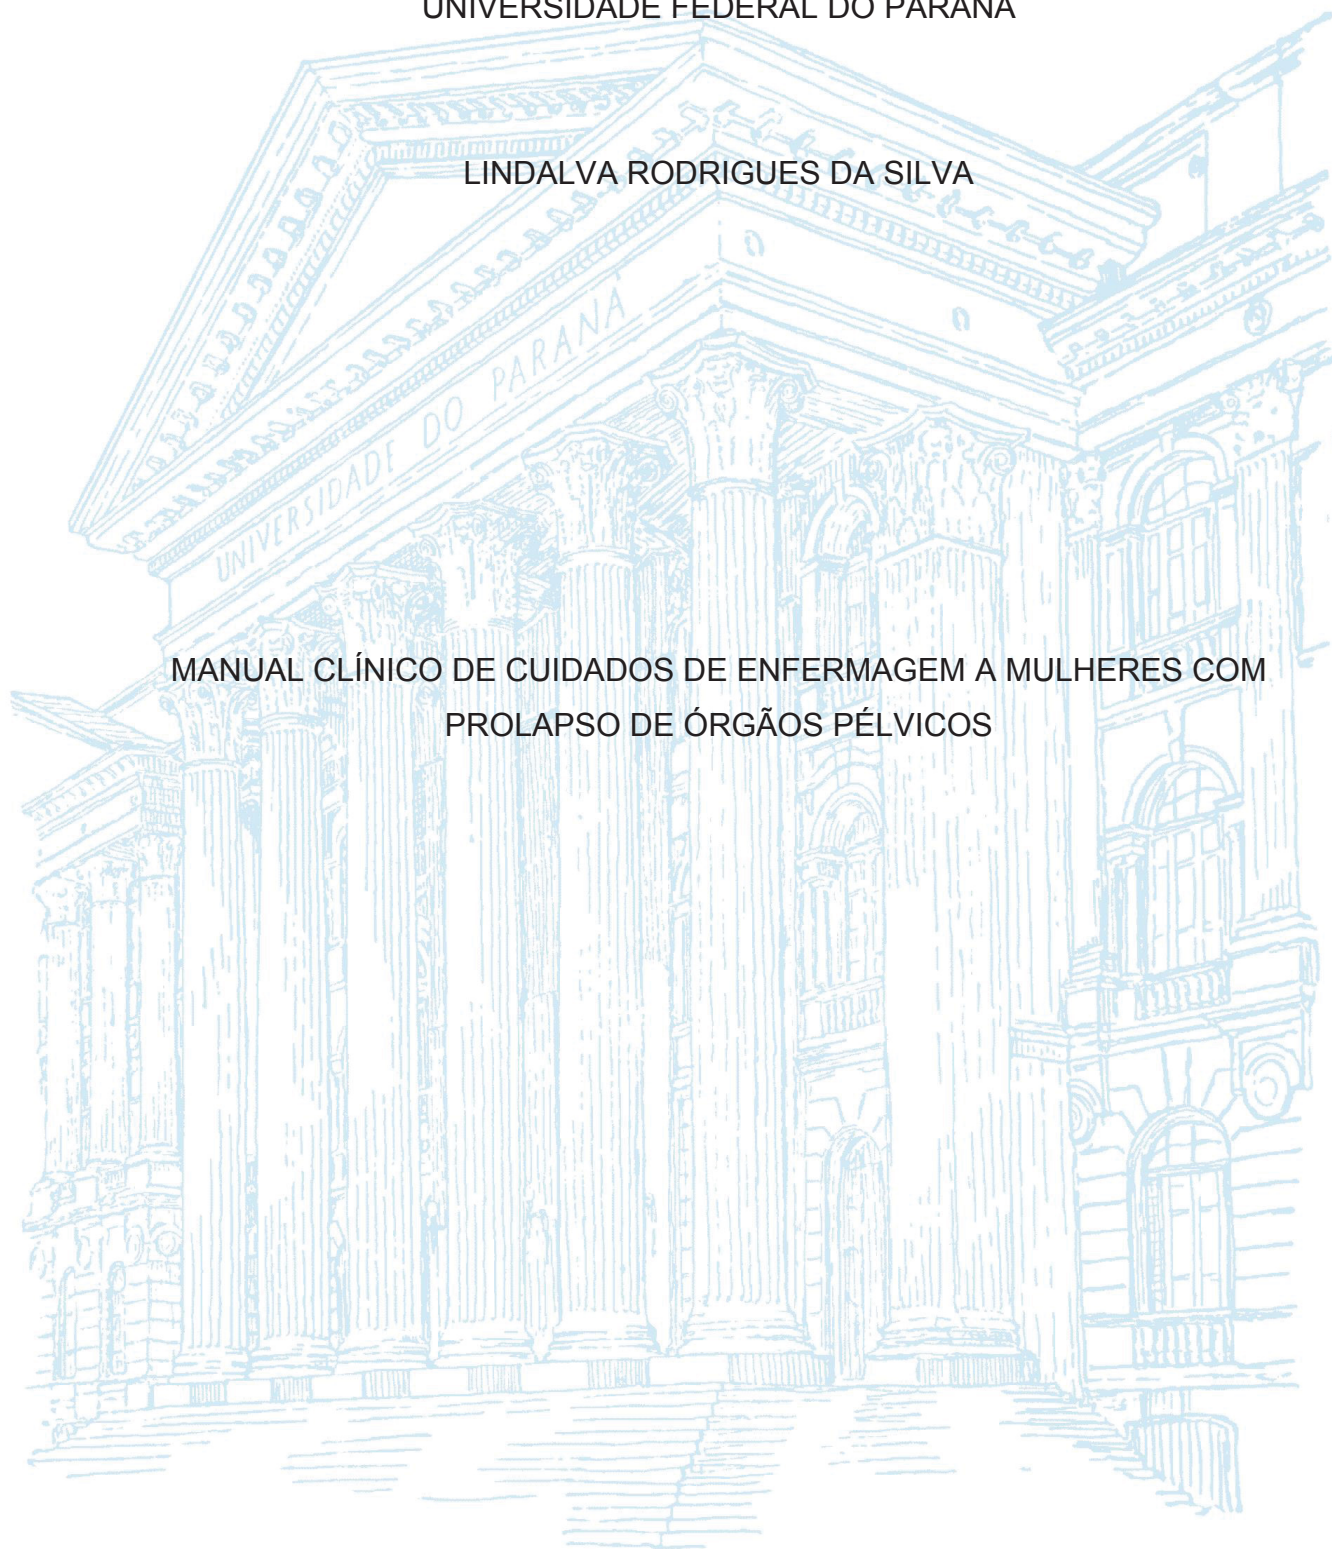 UNIVERSIDADE FEDERAL DO PARANÁ
LINDALVA RODRIGUES DA SILVA
UNIVERSIDADE DO PARANÁ
MANUAL CLÍNICO DE CUIDADOS DE ENFERMAGEM A MULHERES COM
PROLAPSO DE ÓRGÃOS PÉLVICOS